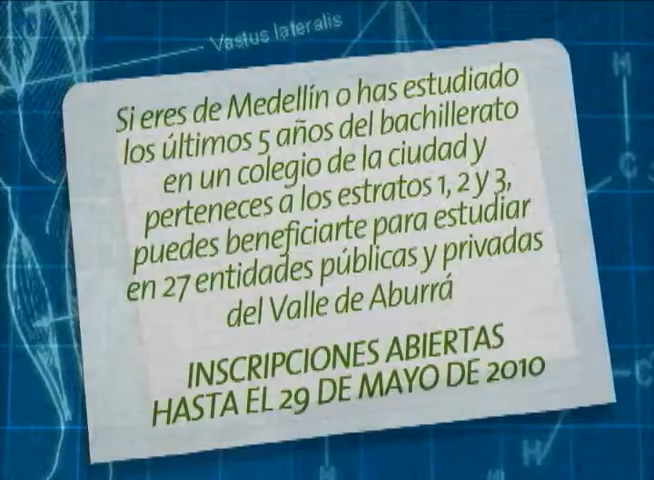 Vastus lateralis
Si eres de Medellín o has estudiado
los últimos 5 años del bachillerato
en un colegio de la ciudad y
perteneces a los estratos 1, 2 y 3,
puedes beneficiarte para estudiar
en 27 entidades públicas y privadas
del Valle de Aburrá
INSCRIPCIONES ABIERTAS
HASTA EL 29 DE MAYO DE 2010
H
C
C
H
H
H